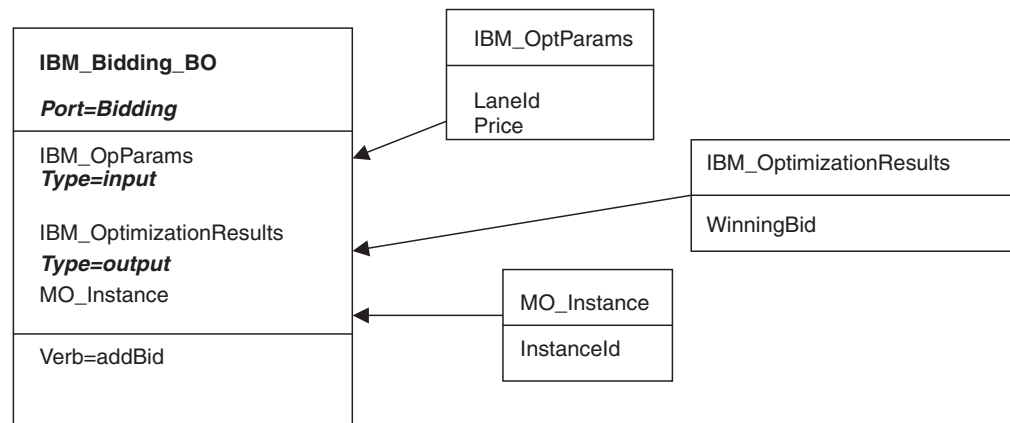 IBM_Bidding_BO
Port=Bidding
IBM_OpParams
Type=input
IBM_OptimizationResults
Type=output
MO_Instance
Verb=addBid
IBM_OptParams
LaneId
Price
IBM_OptimizationResults
WinningBid
MO_Instance
InstanceId